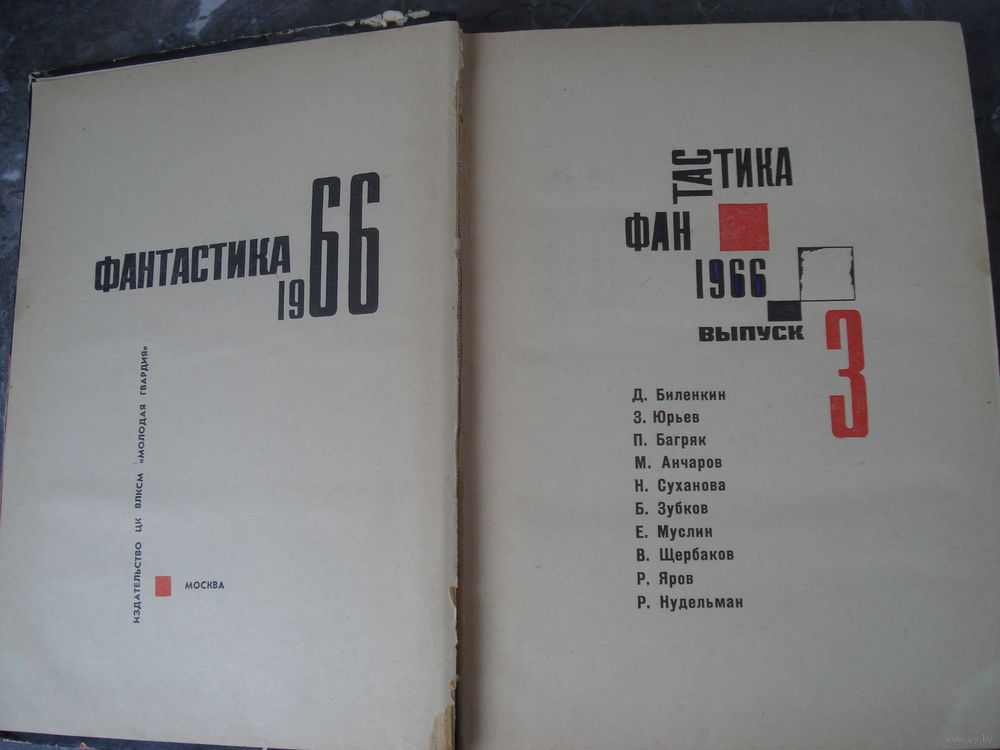 ФАНТАСТИКА
1966
ИЗДАТЕЛЬСТВО ЦК ВЛКСМ «МОЛОДАЯ ГВАРДИЯ»
МОСКВА
ФАНТАСТИКА
1966
ВЫПУСК
3
Д. Биленкин
З. Юрьев
П. Багряк
М. Анчаров
Н. Суханова
Б. Зубков
Е. Муслин
В. Щербаков
Р. Яров
Р. Нудельман
www.ay.by